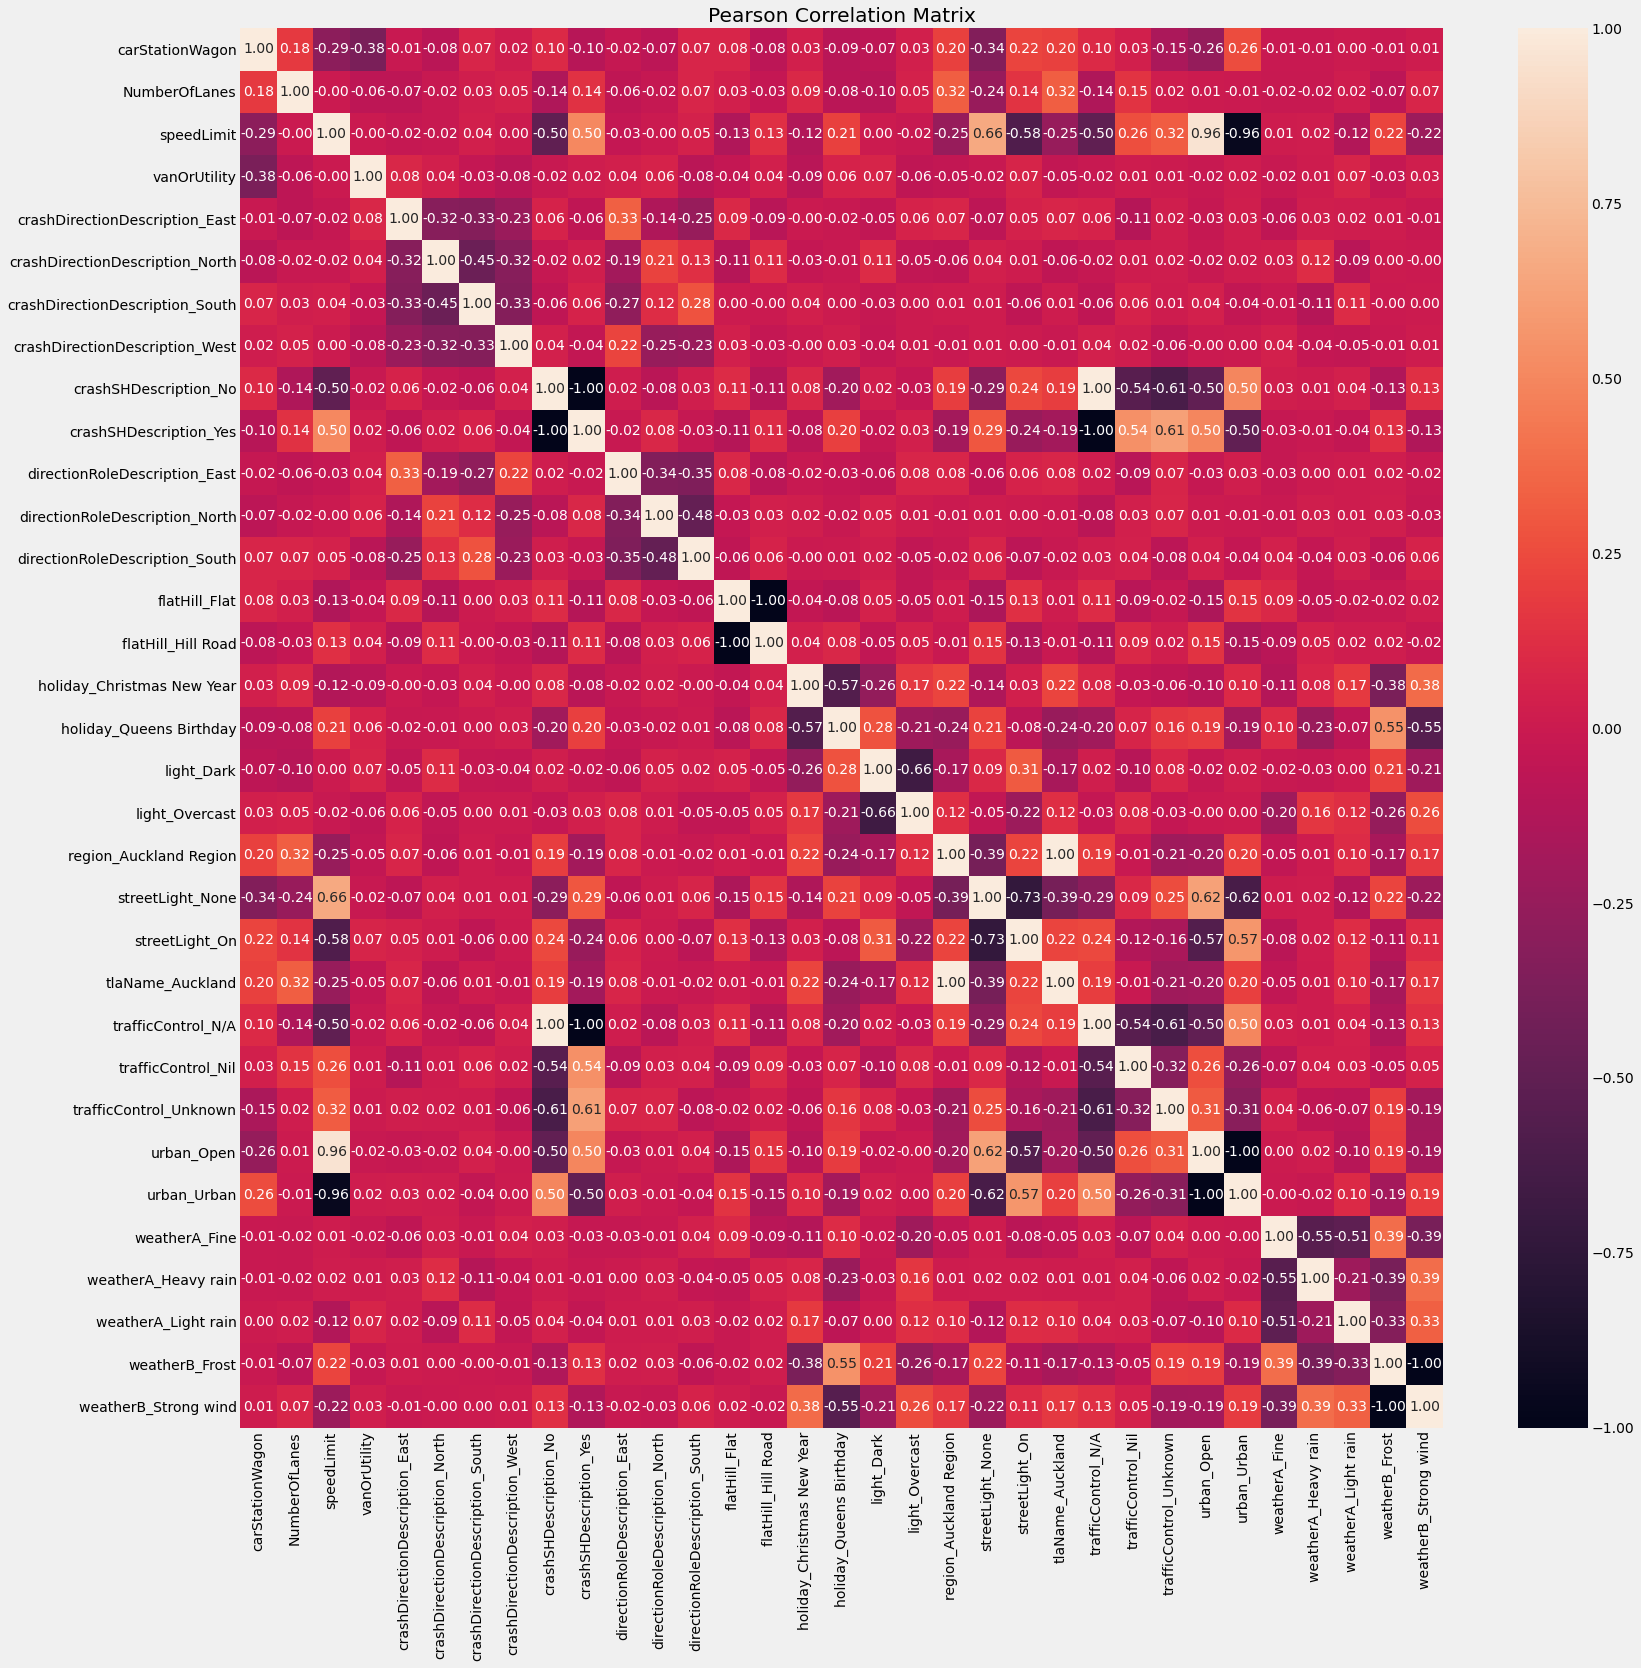 Pearson Correlation Matrix
carStationWagon 1.00 0.18 -0.29 -0.38 -0.01 -0.08 0.07 0.02 0.10 -0.10 -0.02 -0.07 0.07 0.08 -0.08 0.03 -0.09 -0.07 0.03 0.20 -0.34 0.22 0.20 0.10 0.03 -0.15 -0.26 0.26 -0.01 -0.01 0.00 -0.01 0.01
NumberOfLanes 0.18 1.00 -0.00 -0.06 -0.07 -0.02 0.03 0.05 -0.14 0.14 -0.06 -0.02 0.07 0.03 -0.03 0.09 -0.08 -0.10 0.05 0.32 -0.24 0.14 0.32 -0.14 0.15 0.02 0.01 -0.01 -0.02 -0.02 0.02 -0.07 0.07
speedLimit -0.29 -0.00 1.00 -0.00 -0.02 -0.02 0.04 0.00 -0.50 0.50 -0.03 -0.00 0.05 -0.13 0.13 -0.12 0.21 0.00 -0.02 -0.25 0.66 -0.58 -0.25 -0.50 0.26 0.32 0.96 -0.96 0.01 0.02 -0.12 0.22 -0.22
vanOrUtility -0.38 -0.06 -0.00 1.00 0.08 0.04 -0.03 -0.08 -0.02 0.02 0.04 0.06 -0.08 -0.04 0.04 -0.09 0.06 0.07 -0.06 -0.05 -0.02 0.07 -0.05 -0.02 0.01 0.01 -0.02 0.02 -0.02 0.01 0.07 -0.03 0.03
crashDirectionDescription_East -0.01 -0.07 -0.02 0.08 1.00 -0.32 -0.33 -0.23 0.06 -0.06 0.33 -0.14 -0.25 0.09 -0.09 -0.00 -0.02 -0.05 0.06 0.07 -0.07 0.05 0.07 0.06 -0.11 0.02 -0.03 0.03 -0.06 0.03 0.02 0.01 -0.01
crashDirectionDescription_North -0.08 -0.02 -0.02 0.04 -0.32 1.00 -0.45 -0.32 -0.02 0.02 -0.19 0.21 0.13 -0.11 0.11 -0.03 -0.01 0.11 -0.05 -0.06 0.04 0.01 -0.06 -0.02 0.01 0.02 -0.02 0.02 0.03 0.12 -0.09 0.00 -0.00
crashDirectionDescription_South 0.07 0.03 0.04 -0.03 -0.33 -0.45 1.00 -0.33 -0.06 0.06 -0.27 0.12 0.28 0.00 -0.00 0.04 0.00 -0.03 0.00 0.01 0.01 -0.06 0.01 -0.06 0.06 0.01 0.04 -0.04 -0.01 -0.11 0.11 -0.00 0.00
crashDirectionDescription_West 0.02 0.05 0.00 -0.08 -0.23 -0.32 -0.33 1.00 0.04 -0.04 0.22 -0.25 -0.23 0.03 -0.03 -0.00 0.03 -0.04 0.01 -0.01 0.01 0.00 -0.01 0.04 0.02 -0.06 -0.00 0.00 0.04 -0.04 -0.05 -0.01 0.01
crashSHDescription_No 0.10 -0.14 -0.50 -0.02 0.06 -0.02 -0.06 0.04 1.00 -1.00 0.02 -0.08 0.03 0.11 -0.11 0.08 -0.20 0.02 -0.03 0.19 -0.29 0.24 0.19 1.00 -0.54 -0.61 -0.50 0.50 0.03 0.01 0.04 -0.13 0.13
crashSHDescription_Yes -0.10 0.14 0.50 0.02 -0.06 0.02 0.06 -0.04 -1.00 1.00 -0.02 0.08 -0.03 -0.11 0.11 -0.08 0.20 -0.02 0.03 -0.19 0.29 -0.24 -0.19 -1.00 0.54 0.61 0.50 -0.50 -0.03 -0.01 -0.04 0.13 -0.13
directionRoleDescription_East -0.02 -0.06 -0.03 0.04 0.33 -0.19 -0.27 0.22 0.02 -0.02 1.00 -0.34 -0.35 0.08 -0.08 -0.02 -0.03 -0.06 0.08 0.08 -0.06 0.06 0.08 0.02 -0.09 0.07 -0.03 0.03 -0.03 0.00 0.01 0.02 -0.02
directionRoleDescription_North -0.07 -0.02 -0.00 0.06 -0.14 0.21 0.12 -0.25 -0.08 0.08 -0.34 1.00 -0.48 -0.03 0.03 0.02 -0.02 0.05 0.01 -0.01 -0.01 0.00 -0.01 -0.08 0.03 0.07 0.01 -0.01 -0.01 0.03 0.01 0.03 -0.03
directionRoleDescription_South 0.07 0.07 0.05 -0.08 -0.25 0.13 0.28 -0.23 0.03 -0.03 -0.35 -0.48 1.00 -0.06 0.06 -0.00 0.01 0.02 -0.05 -0.02 0.06 -0.07 -0.02 0.03 0.04 -0.08 0.04 -0.04 0.04 -0.04 0.03 -0.06 0.06
flatHill_Flat 0.08 0.03 -0.13 -0.04 0.09 -0.11 0.00 0.03 0.11 -0.11 0.08 -0.03 -0.06 1.00 -1.00 -0.04 -0.08 0.05 -0.05 0.01 -0.15 0.13 0.01 0.11 -0.09 -0.02 -0.15 0.15 0.09 -0.05 -0.02 -0.02 0.02
flatHill_Hill Road -0.08 -0.03 0.13 0.04 -0.09 0.11 -0.00 -0.03 -0.11 0.11 -0.08 0.03 0.06 -1.00 1.00 0.04 0.08 -0.05 0.05 -0.01 0.15 -0.13 -0.01 -0.11 0.09 0.02 0.15 -0.15 -0.09 0.05 0.02 0.02 -0.02
holiday_Christmas New Year 0.03 0.09 -0.12 -0.09 -0.00 -0.03 0.04 -0.00 0.08 -0.08 -0.02 0.02 -0.00 -0.04 0.04 1.00 -0.57 -0.26 0.17 0.22 -0.14 0.03 0.22 0.08 -0.03 -0.06 -0.10 0.10 -0.11 0.08 0.17 -0.38 0.38
holiday_Queens Birthday -0.09 -0.08 0.21 0.06 -0.02 -0.01 0.00 0.03 -0.20 0.20 -0.03 -0.02 0.01 -0.08 0.08 -0.57 1.00 0.28 -0.21 -0.24 0.21 -0.08 -0.24 -0.20 0.07 0.16 0.19 -0.19 0.10 -0.23 -0.07 0.55 -0.55
light_Dark -0.07 -0.10 0.00 0.07 -0.05 0.11 -0.03 -0.04 0.02 -0.02 -0.06 0.05 0.02 0.05 -0.05 -0.26 0.28 1.00 -0.66 -0.17 0.09 0.31 -0.17 0.02 -0.10 0.08 -0.02 0.02 -0.02 -0.03 0.00 0.21 -0.21
light_Overcast 0.03 0.05 -0.02 -0.06 0.06 -0.05 0.00 0.01 -0.03 0.03 0.08 0.01 -0.05 -0.05 0.05 0.17 -0.21 -0.66 1.00 0.12 -0.05 -0.22 0.12 -0.03 0.08 -0.03 -0.00 0.00 -0.20 0.16 0.12 -0.26 0.26
region_Auckland Region 0.20 0.32 -0.25 -0.05 0.07 -0.06 0.01 -0.01 0.19 -0.19 0.08 -0.01 -0.02 0.01 -0.01 0.22 -0.24 -0.17 0.12 1.00 -0.39 0.22 1.00 0.19 -0.01 -0.21 -0.20 0.20 -0.05 0.01 0.10 -0.17 0.17
streetLight_None -0.34 -0.24 0.66 -0.02 -0.07 0.04 0.01 0.01 -0.29 0.29 -0.06 -0.01 0.06 -0.15 0.15 -0.14 0.21 0.09 -0.05 -0.39 1.00 -0.73 -0.39 -0.29 0.09 0.25 0.62 -0.62 0.01 0.02 -0.12 0.22 -0.22
streetLight_On 0.22 0.14 -0.58 0.07 0.05 0.01 -0.06 0.00 0.24 -0.24 0.06 0.00 -0.07 0.13 -0.13 0.03 -0.08 0.31 -0.22 0.22 -0.73 1.00 0.22 0.24 -0.12 -0.16 -0.57 0.57 -0.08 0.02 0.12 -0.11 0.11
tlaName_Auckland 0.20 0.32 -0.25 -0.05 0.07 -0.06 0.01 -0.01 0.19 -0.19 0.08 -0.01 -0.02 0.01 -0.01 0.22 -0.24 -0.17 0.12 1.00 -0.39 0.22 1.00 0.19 -0.01 -0.21 -0.20 0.20 -0.05 0.01 0.10 -0.17 0.17
trafficControl_N/A 0.10 -0.14 -0.50 -0.02 0.06 -0.02 -0.06 0.04 1.00 -1.00 0.02 -0.08 0.03 0.11 -0.11 0.08 -0.20 0.02 -0.03 0.19 -0.29 0.24 0.19 1.00 -0.54 -0.61 -0.50 0.50 0.03 0.01 0.04 -0.13 0.13
trafficControl_Nil 0.03 0.15 0.26 0.01 -0.11 0.01 0.06 0.02 -0.54 0.54 -0.09 0.03 0.04 -0.09 0.09 -0.03 0.07 -0.10 0.08 -0.01 0.09 -0.12 -0.01 -0.54 1.00 -0.32 0.26 -0.26 -0.07 0.04 0.03 -0.05 0.05
trafficControl_Unknown -0.15 0.02 0.32 0.01 0.02 0.02 0.01 -0.06 -0.61 0.61 0.07 0.07 -0.08 -0.02 0.02 -0.06 0.16 0.08 -0.03 -0.21 0.25 -0.16 -0.21 -0.61 -0.32 1.00 0.31 -0.31 0.04 -0.06 -0.07 0.19 -0.19
urban_Open -0.26 0.01 0.96 -0.02 -0.03 -0.02 0.04 -0.00 -0.50 0.50 -0.03 0.01 0.04 -0.15 0.15 -0.10 0.19 -0.02 -0.00 -0.20 0.62 -0.57 -0.20 -0.50 0.26 0.31 1.00 -1.00 0.00 0.02 -0.10 0.19 -0.19
urban_Urban 0.26 -0.01 -0.96 0.02 0.03 0.02 -0.04 0.00 0.50 -0.50 0.03 -0.01 -0.04 0.15 -0.15 0.10 -0.19 0.02 0.00 0.20 -0.62 0.57 0.20 0.50 -0.26 -0.31 -1.00 1.00 -0.00 -0.02 0.10 -0.19 0.19
weatherA_Fine -0.01 -0.02 0.01 -0.02 -0.06 0.03 -0.01 0.04 0.03 -0.03 -0.03 -0.01 0.04 0.09 -0.09 -0.11 0.10 -0.02 -0.20 -0.05 0.01 -0.08 -0.05 0.03 -0.07 0.04 0.00 -0.00 1.00 -0.55 -0.51 0.39 -0.39
weatherA_Heavy rain -0.01 -0.02 0.02 0.01 0.03 0.12 -0.11 -0.04 0.01 -0.01 0.00 0.03 -0.04 -0.05 0.05 0.08 -0.23 -0.03 0.16 0.01 0.02 0.02 0.01 0.01 0.04 -0.06 0.02 -0.02 -0.55 1.00 -0.21 -0.39 0.39
weatherA_Light rain 0.00 0.02 -0.12 0.07 0.02 -0.09 0.11 -0.05 0.04 -0.04 0.01 0.01 0.03 -0.02 0.02 0.17 -0.07 0.00 0.12 0.10 -0.12 0.12 0.10 0.04 0.03 -0.07 -0.10 0.10 -0.51 -0.21 1.00 -0.33 0.33
weatherB_Frost -0.01 -0.07 0.22 -0.03 0.01 0.00 -0.00 -0.01 -0.13 0.13 0.02 0.03 -0.06 -0.02 0.02 -0.38 0.55 0.21 -0.26 -0.17 0.22 -0.11 -0.17 -0.13 -0.05 0.19 0.19 -0.19 0.39 -0.39 -0.33 1.00 -1.00
weatherB_Strong wind 0.01 0.07 -0.22 0.03 -0.01 -0.00 0.00 0.01 0.13 -0.13 -0.02 -0.03 0.06 0.02 -0.02 0.38 -0.55 -0.21 0.26 0.17 -0.22 0.11 0.17 0.13 0.05 -0.19 -0.19 0.19 -0.39 0.39 0.33 -1.00 1.00
carStationWagon
NumberOfLanes
speedLimit
vanOrUtility
crashDirectionDescription_East
crashDirectionDescription_North
crashDirectionDescription_South
crashDirectionDescription_West
crashSHDescription_No
crashSHDescription_Yes
directionRoleDescription_East
directionRoleDescription_North
directionRoleDescription_South
flatHill_Flat
flatHill_Hill Road
holiday_Christmas New Year
holiday_Queens Birthday
light_Dark
light_Overcast
region_Auckland Region
streetLight_None
streetLight_On
tlaName_Auckland
trafficControl_N/A
trafficControl_Nil
trafficControl_Unknown
urban_Open
urban_Urban
weatherA_Fine
weatherA_Heavy rain
weatherA_Light rain
weatherB_Frost
weatherB_Strong wind
1.00
0.75
0.50
0.25
0.00
−0.25
−0.50
−0.75
−1.00